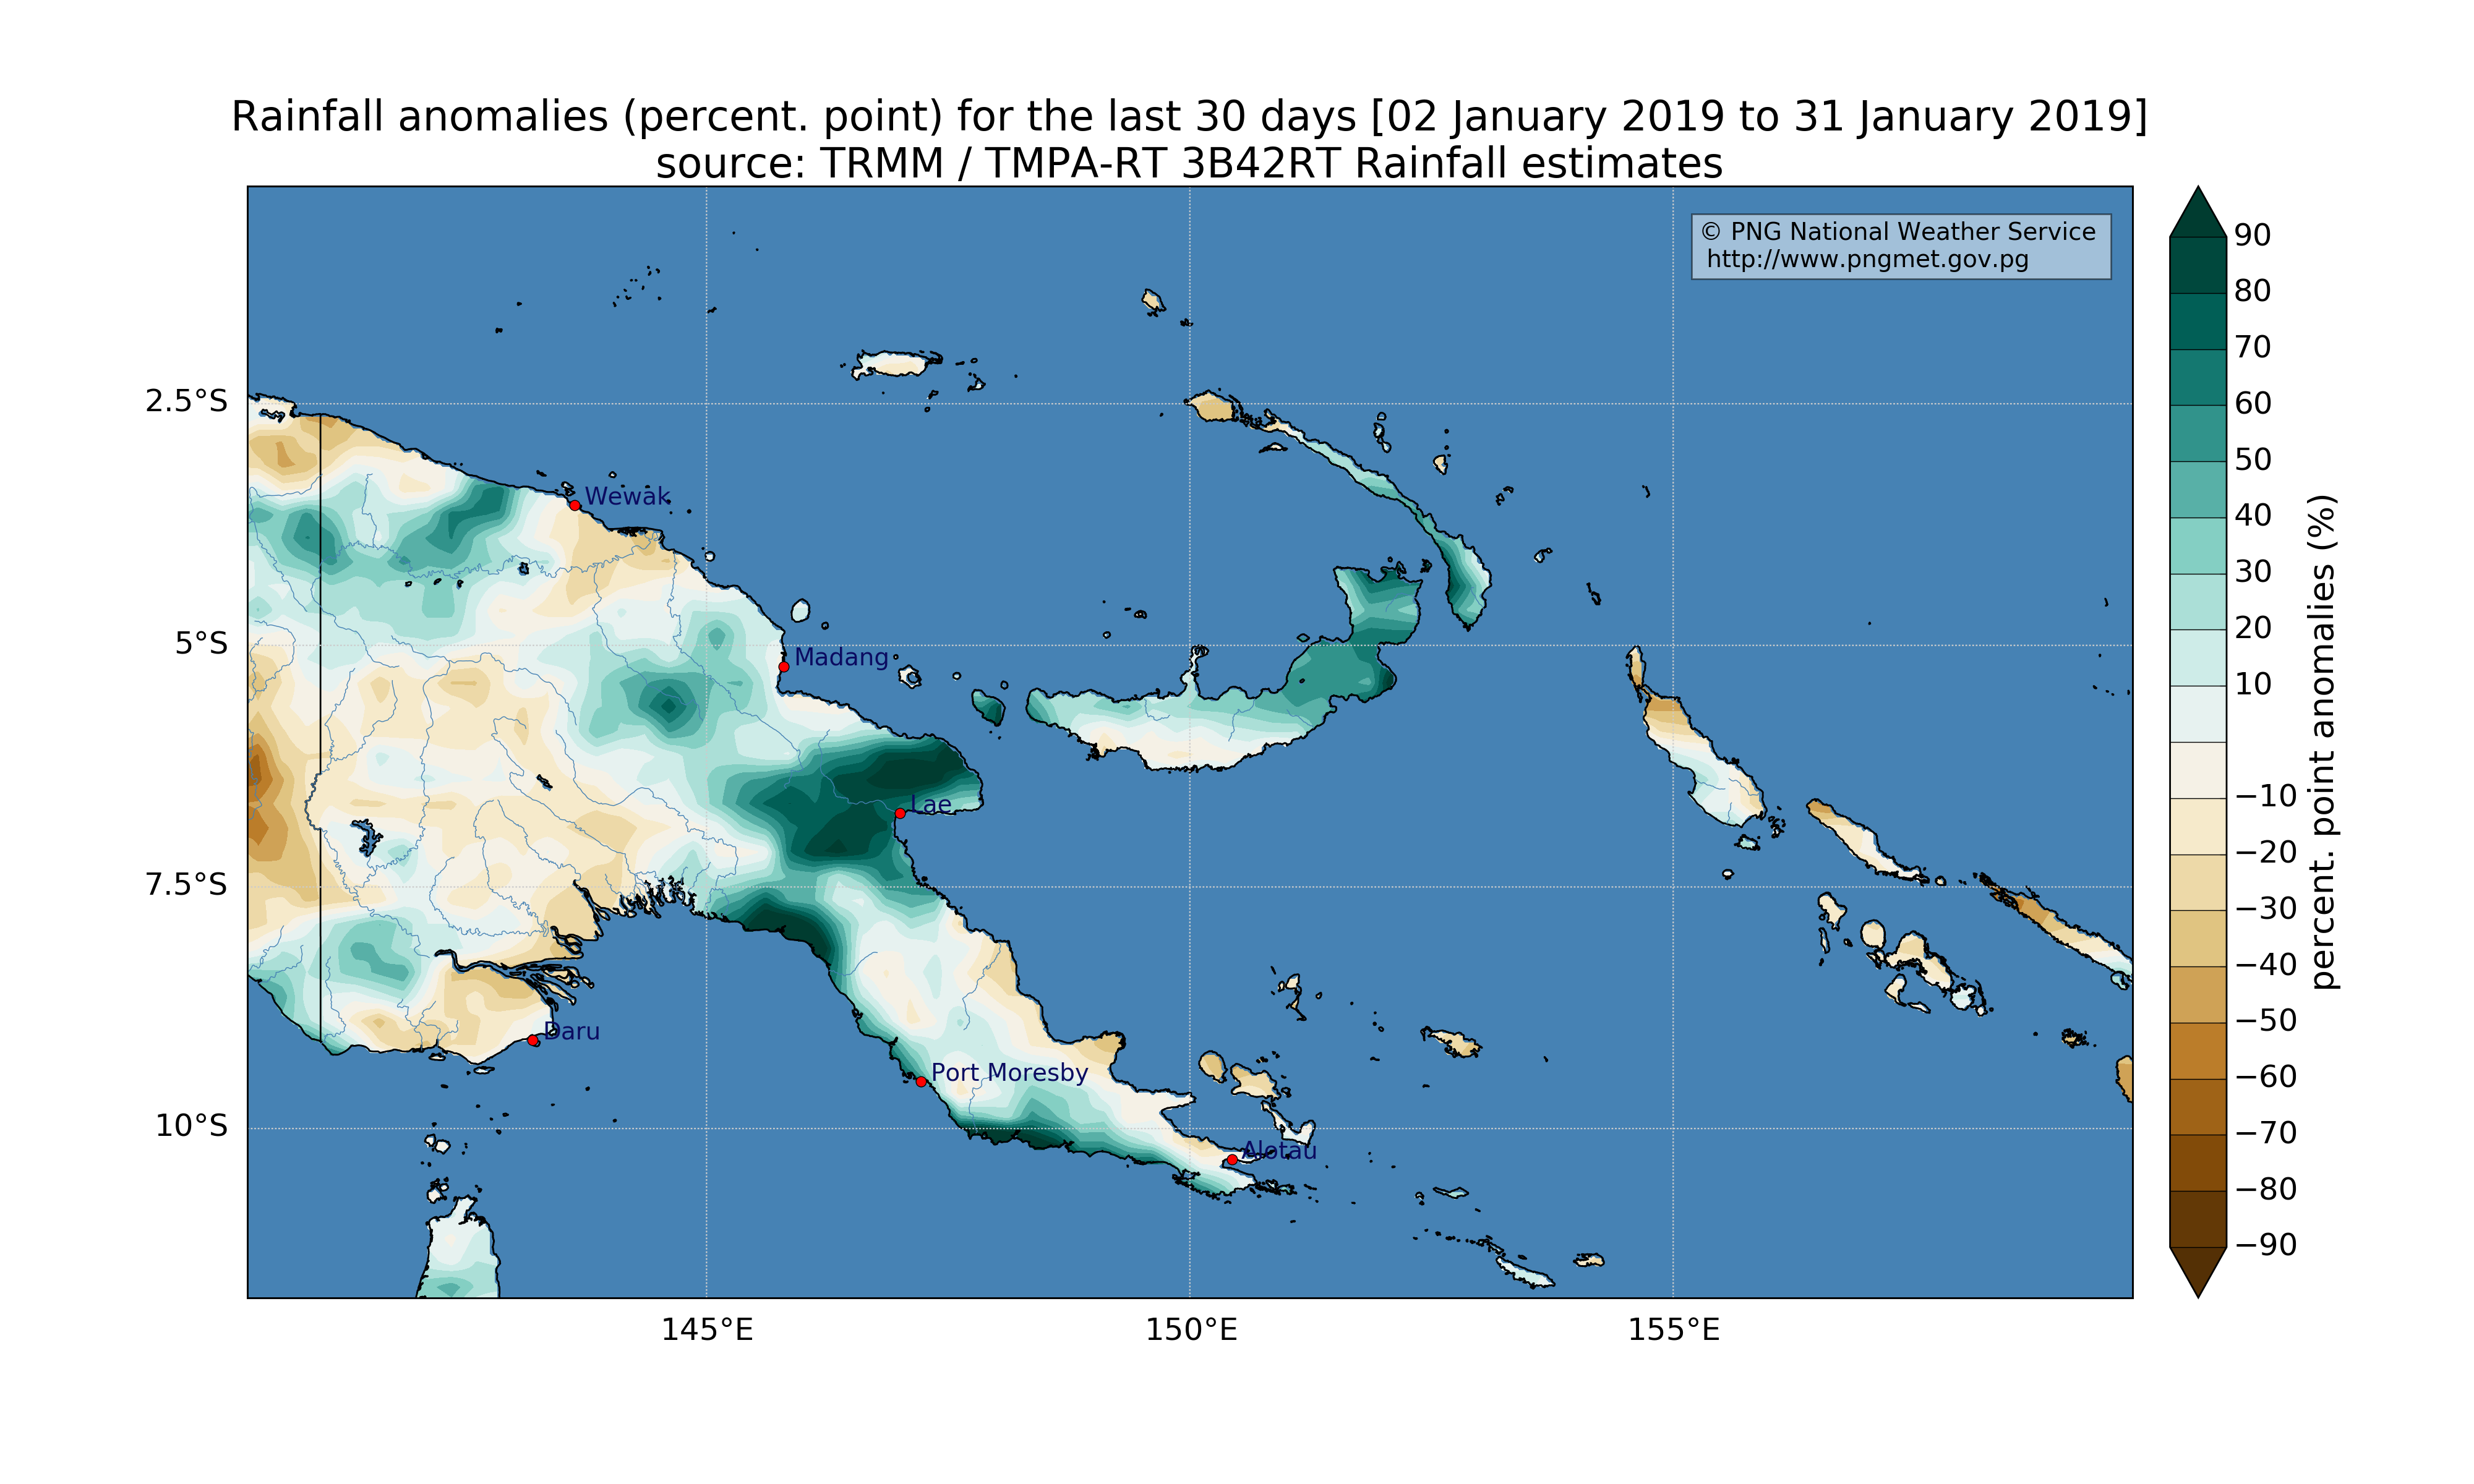 Rainfall anomalies (percent. point) for the last 30 days [02 January 2019 to 31 January 2019]
source: TRMM / TMPA-RT 3B42RT Rainfall estimates
© PNG National Weather Service
http://www.pngmet.gov.pg
2.5°S
5°S
7.5°S
10°S
145°E
150°E
155°E
Wewak
Madang
Lae
Daru
Port Moresby
Alotau
90
80
70
60
50
40
30
20
10
−10
−20
−30
−40
−50
−60
−70
−80
−90
percent. point anomalies (%)